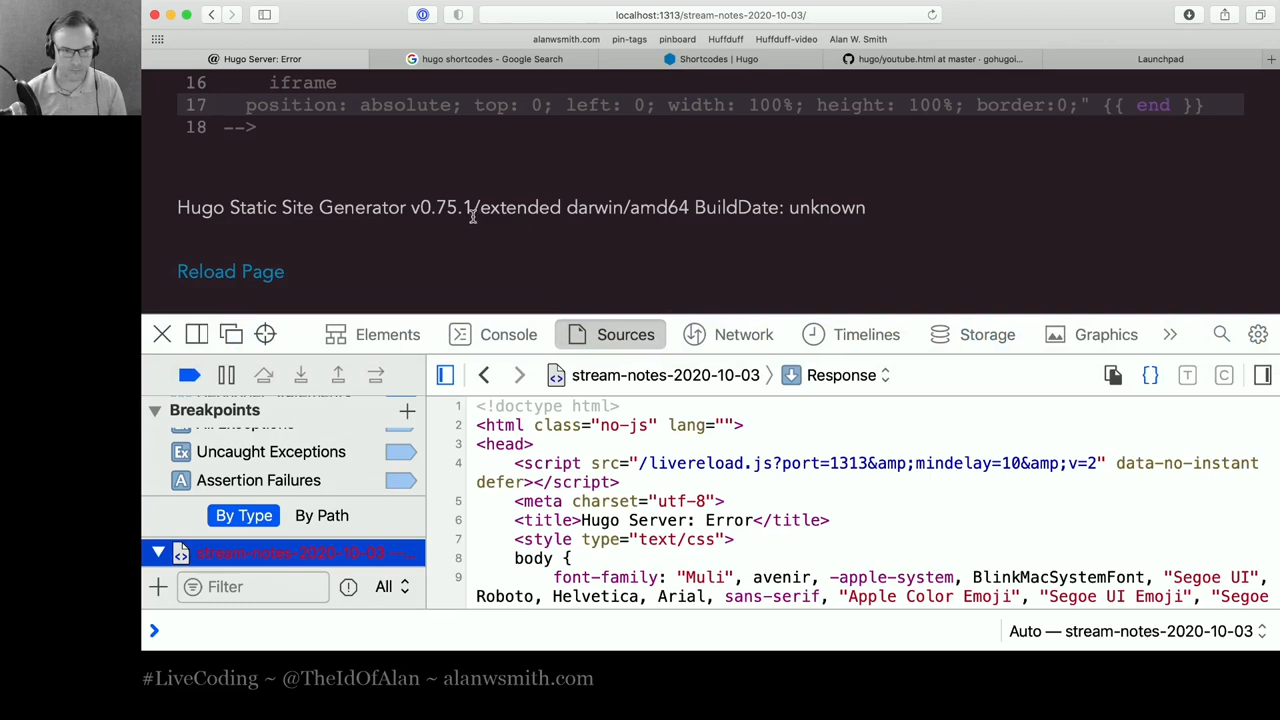 localhost:1313/stream-notes-2020-10-03/
alanwsmith.com pin-tags pinboard Huffduff Huffduff-video Alan W. Smith
@ Hugo Server: Error
hugo shortcodes - Google Search
Shortcodes | Hugo
hugo/youtube.html at master · gohugoi...
Launchpad
16 iframe
17 position: absolute; top: 0; left: 0; width: 100%; height: 100%; border:0;" {{ end }}
18 -->
Hugo Static Site Generator v0.75.1/extended darwin/amd64 BuildDate: unknown
Reload Page
Elements Console Sources Network Timelines Storage Graphics
stream-notes-2020-10-03 〉 Response
Breakpoints
Ex Uncaught Exceptions
A Assertion Failures
By Type By Path
stream-notes-2020-10-03 —...
Filter All
1 <!doctype html>
2 <html class="no-js" lang="">
3 <head>
4 <script src="/livereload.js?port=1313&amp;mindelay=10&amp;v=2" data-no-instant
defer></script>
5 <meta charset="utf-8">
6 <title>Hugo Server: Error</title>
7 <style type="text/css">
8 body {
9 font-family: "Muli", avenir, -apple-system, BlinkMacSystemFont, "Segoe UI",
Roboto, Helvetica, Arial, sans-serif, "Apple Color Emoji", "Segoe UI Emoji", "Segoe
Auto — stream-notes-2020-10-03
#LiveCoding ~ @TheIdOfAlan ~ alanwsmith.com